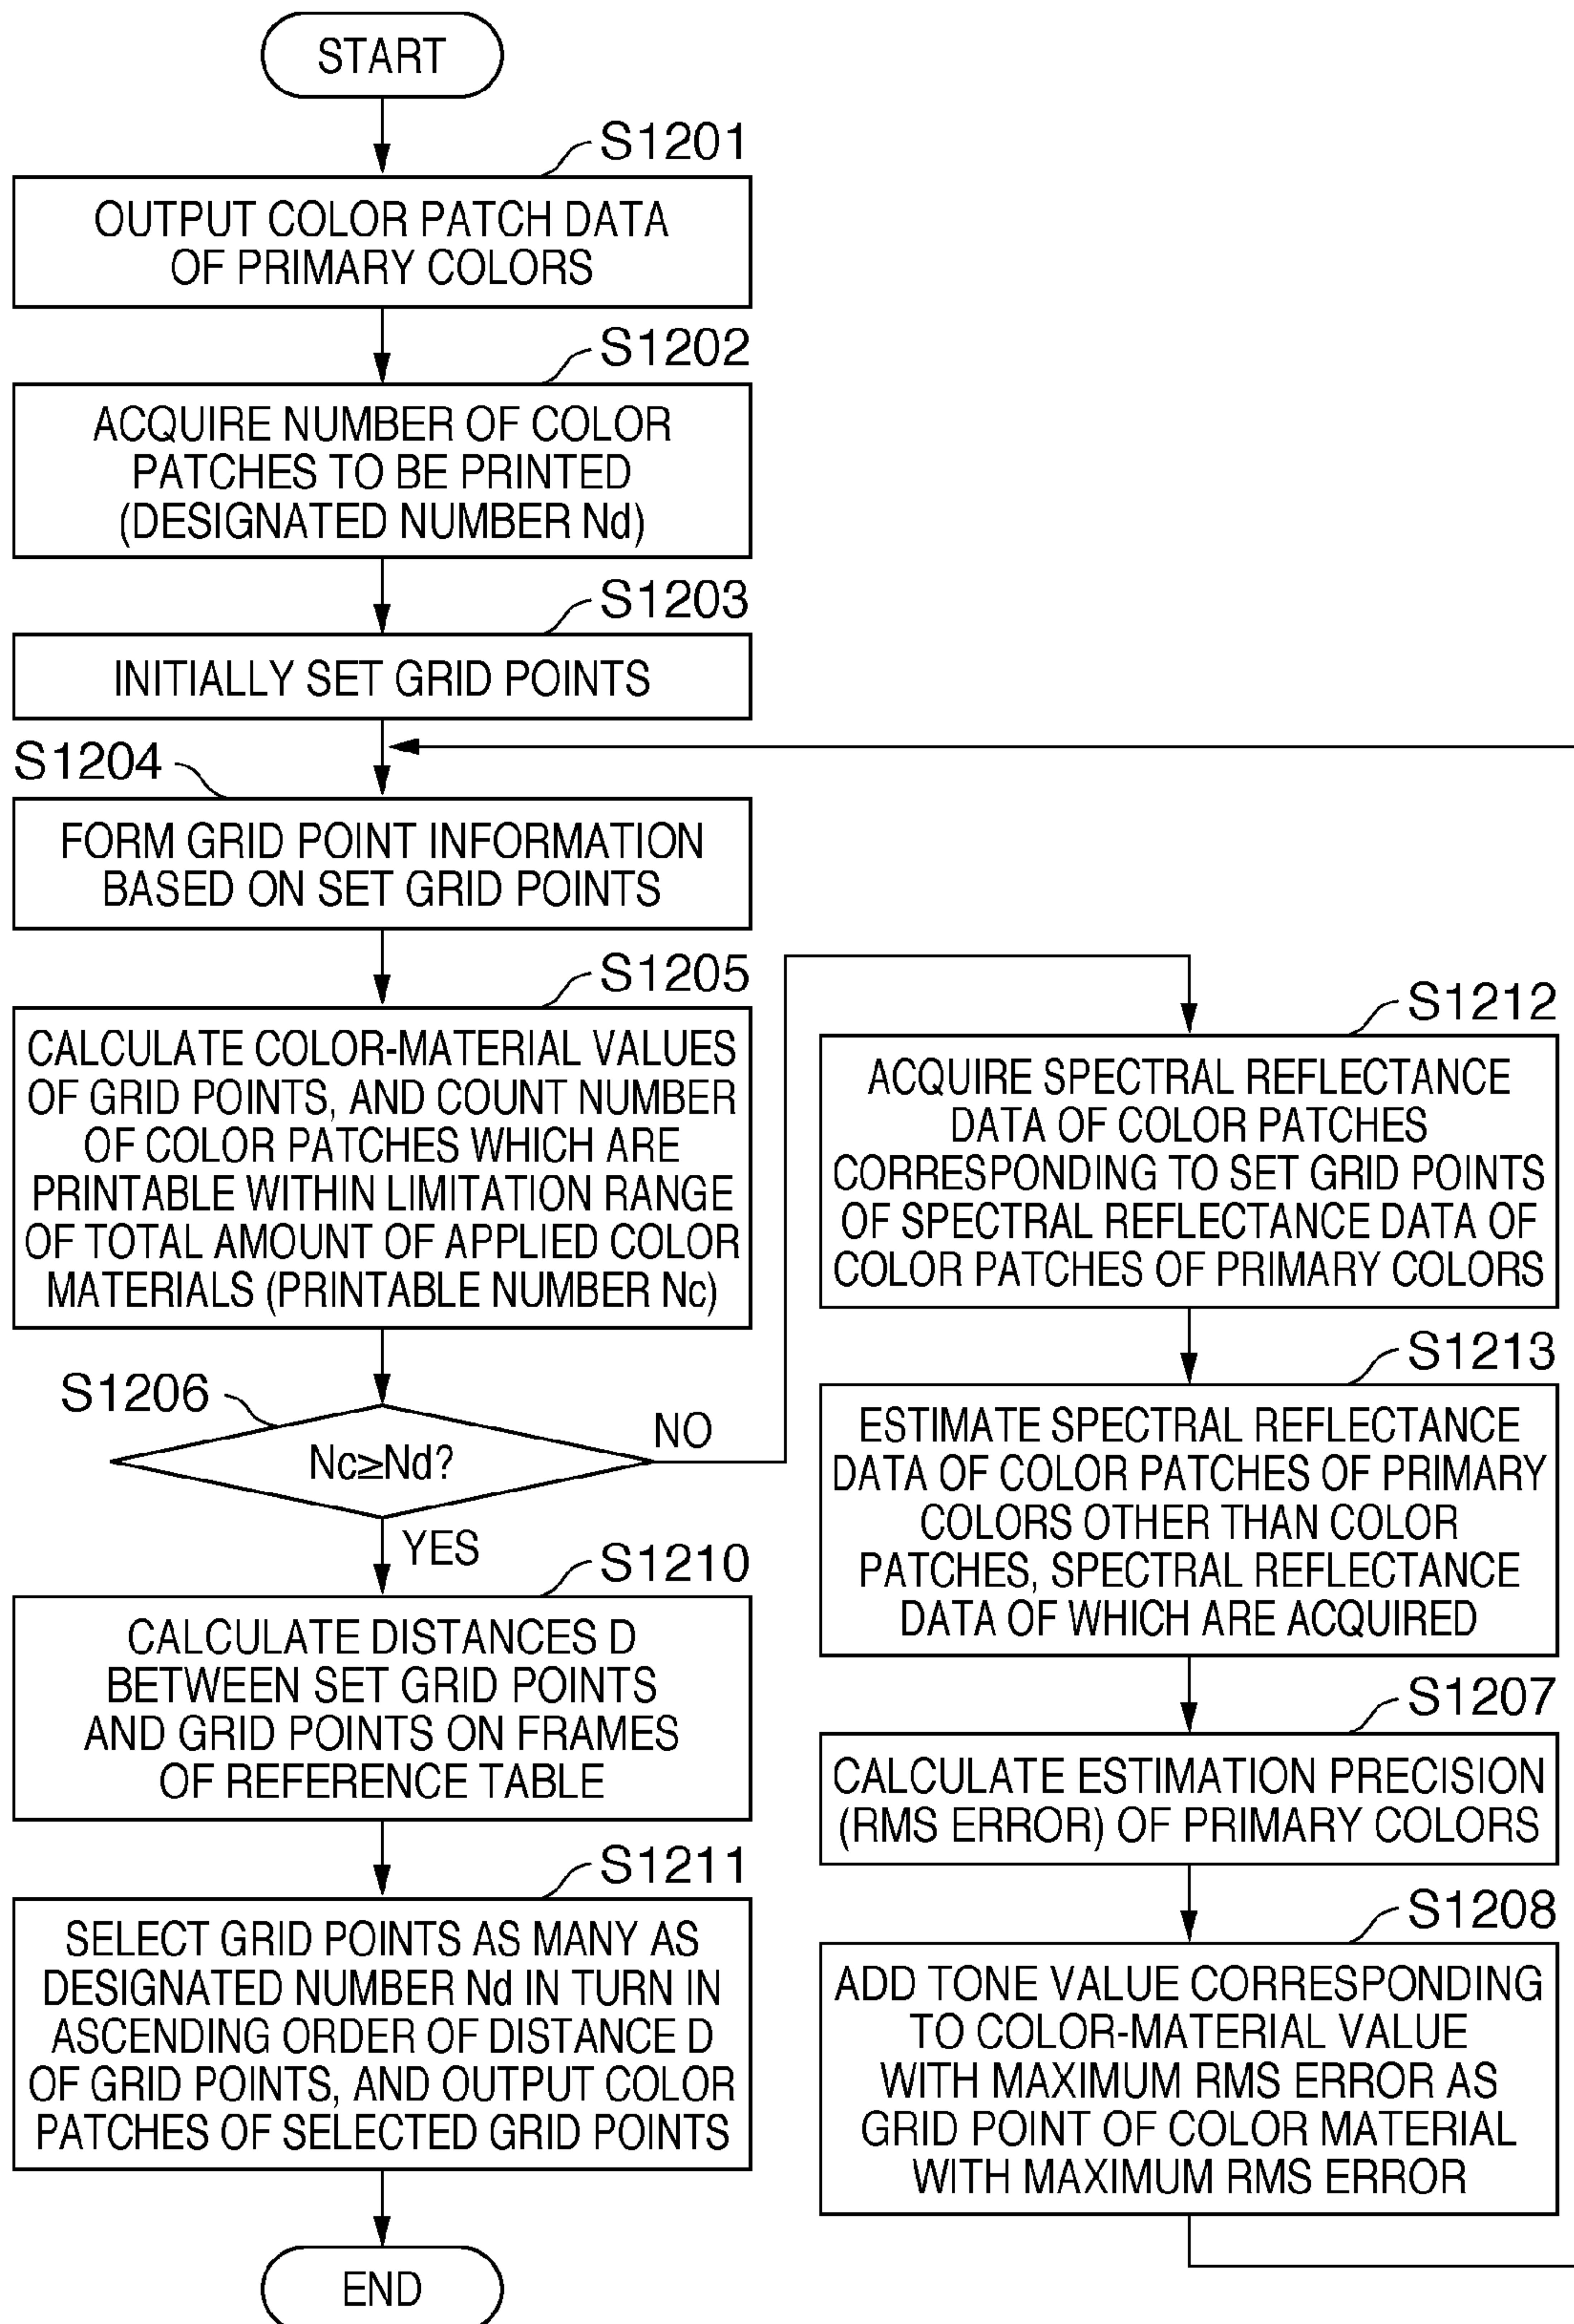 START
S1201
OUTPUT COLOR PATCH DATA
OF PRIMARY COLORS
S1202
ACQUIRE NUMBER OF COLOR
PATCHES TO BE PRINTED
(DESIGNATED NUMBER Nd)
S1203
INITIALLY SET GRID POINTS
S1204
FORM GRID POINT INFORMATION
BASED ON SET GRID POINTS
S1205
CALCULATE COLOR-MATERIAL VALUES
OF GRID POINTS, AND COUNT NUMBER
OF COLOR PATCHES WHICH ARE
PRINTABLE WITHIN LIMITATION RANGE
OF TOTAL AMOUNT OF APPLIED COLOR
MATERIALS (PRINTABLE NUMBER Nc)
S1206
Nc≥Nd?
NO
YES
S1210
CALCULATE DISTANCES D
BETWEEN SET GRID POINTS
AND GRID POINTS ON FRAMES
OF REFERENCE TABLE
S1211
SELECT GRID POINTS AS MANY AS
DESIGNATED NUMBER Nd IN TURN IN
ASCENDING ORDER OF DISTANCE D
OF GRID POINTS, AND OUTPUT COLOR
PATCHES OF SELECTED GRID POINTS
END
S1212
ACQUIRE SPECTRAL REFLECTANCE
DATA OF COLOR PATCHES
CORRESPONDING TO SET GRID POINTS
OF SPECTRAL REFLECTANCE DATA OF
COLOR PATCHES OF PRIMARY COLORS
S1213
ESTIMATE SPECTRAL REFLECTANCE
DATA OF COLOR PATCHES OF PRIMARY
COLORS OTHER THAN COLOR
PATCHES, SPECTRAL REFLECTANCE
DATA OF WHICH ARE ACQUIRED
S1207
CALCULATE ESTIMATION PRECISION
(RMS ERROR) OF PRIMARY COLORS
S1208
ADD TONE VALUE CORRESPONDING
TO COLOR-MATERIAL VALUE
WITH MAXIMUM RMS ERROR AS
GRID POINT OF COLOR MATERIAL
WITH MAXIMUM RMS ERROR